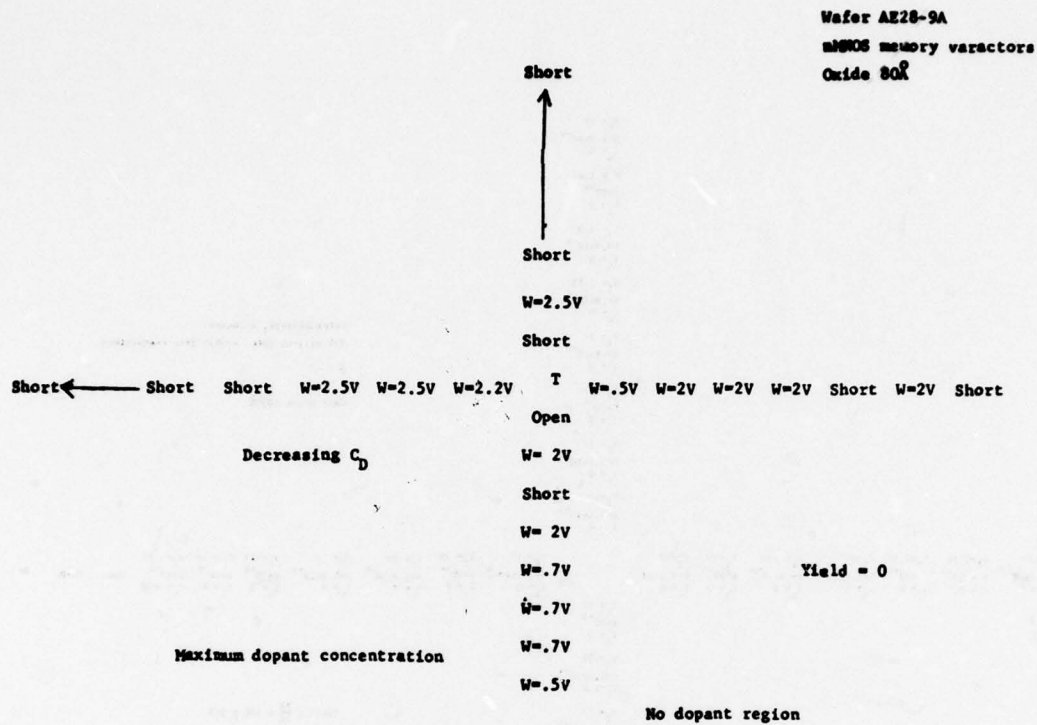 Wafer AE28-9A
memory varactors
Oxide 80Å
Short
Short
W=2.5V
Short
Short Short Short W=2.5V W=2.5V W=2.2V T W=.5V W=2V W=2V W=2V Short W=2V Short
Open
Decreasing C_D W= 2V
Short
W= 2V
W=.7V Yield = 0
W=.7V
Maximum dopant concentration W=.7V
W=.5V
No dopant region